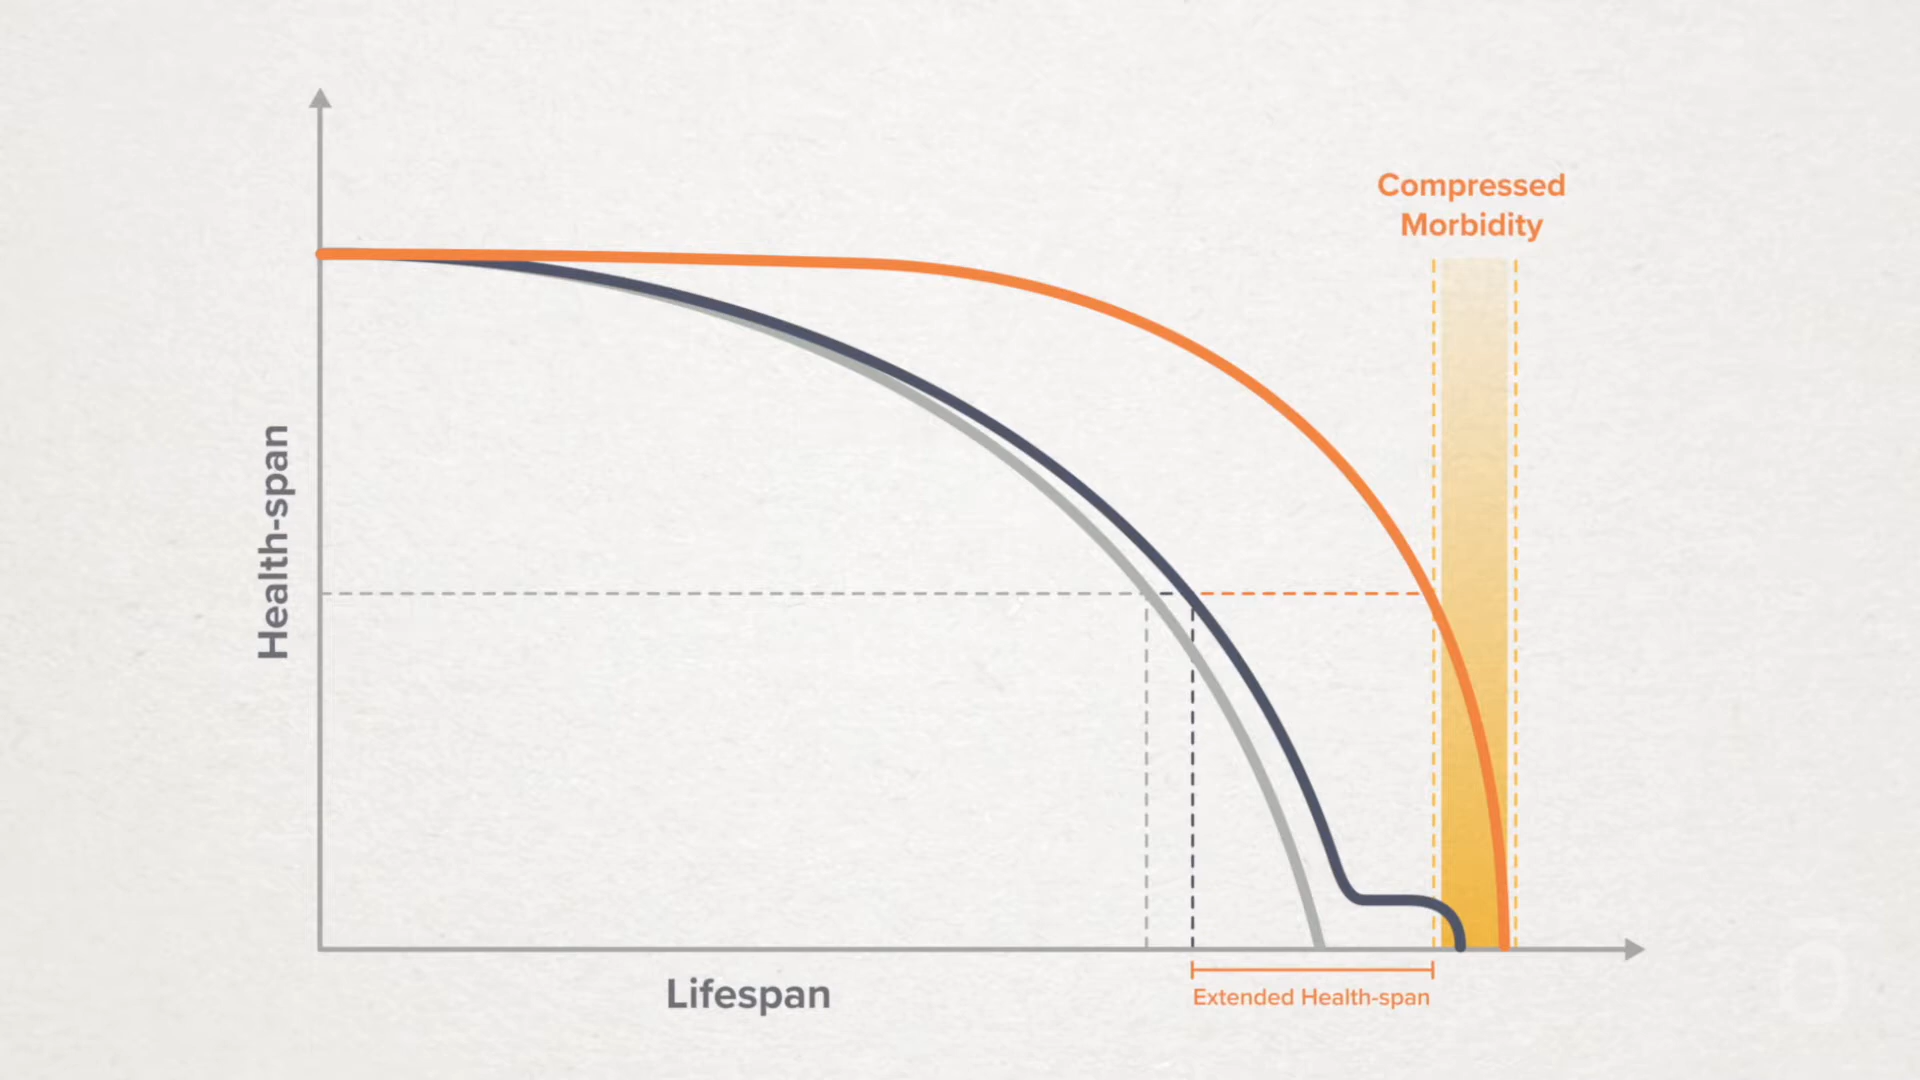 Compressed
Morbidity
Health-span
Lifespan
Extended Health-span